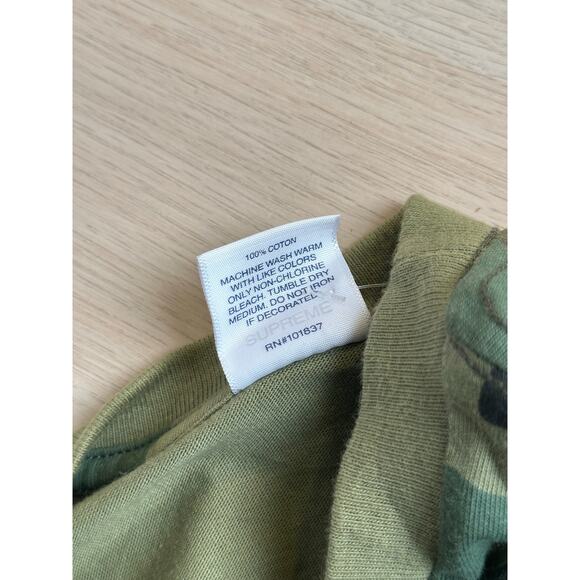 100% COTON
MACHINE WASH WARM
WITH LIKE COLORS
ONLY NON-CHLORINE
BLEACH. TUMBLE DRY
MEDIUM. DO NOT IRON
IF DECORATED
SUPREME
RN#101837